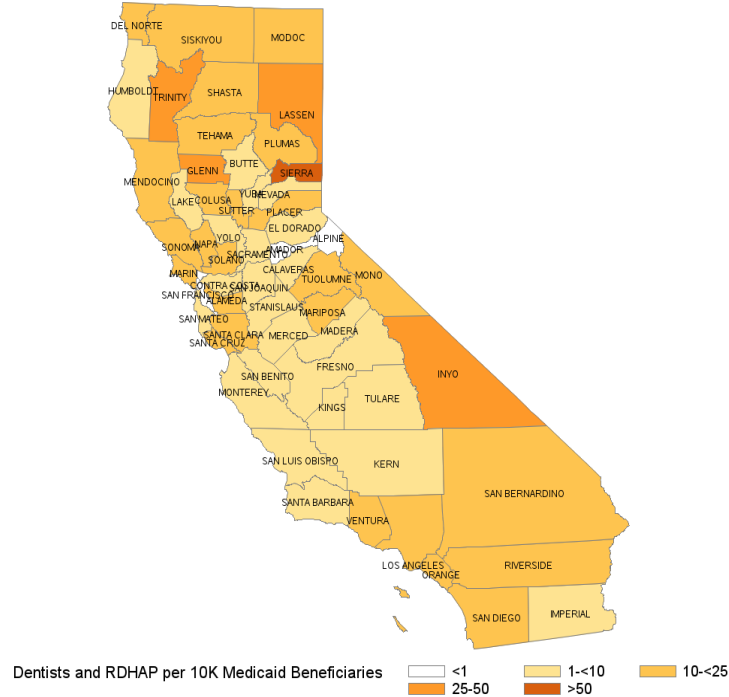 DEL NORTE
SISKIYOU
MODOC
HUMBOLDT
TRINITY
SHASTA
LASSEN
TEHAMA
PLUMAS
BUTTE
GLENN
SIERRA
MENDOCINO
LAKE
COLUSA
YUBA
NEVADA
SUTTER
PLACER
EL DORADO
YOLO
ALPINE
SONOMA
NAPA
SACRAMENTO
AMADOR
SOLANO
MARIN
CALAVERAS
MONO
TUOLUMNE
CONTRA COSTA
SAN JOAQUIN
SAN FRANCISCO
ALAMEDA
STANISLAUS
MARIPOSA
SAN MATEO
MADERA
SANTA CLARA
MERCED
SANTA CRUZ
FRESNO
SAN BENITO
INYO
MONTEREY
TULARE
KINGS
SAN LUIS OBISPO
KERN
SAN BERNARDINO
SANTA BARBARA
VENTURA
LOS ANGELES
RIVERSIDE
ORANGE
SAN DIEGO
IMPERIAL
Dentists and RDHAP per 10K Medicaid Beneficiaries
<1
1-<10
10-<25
25-50
>50